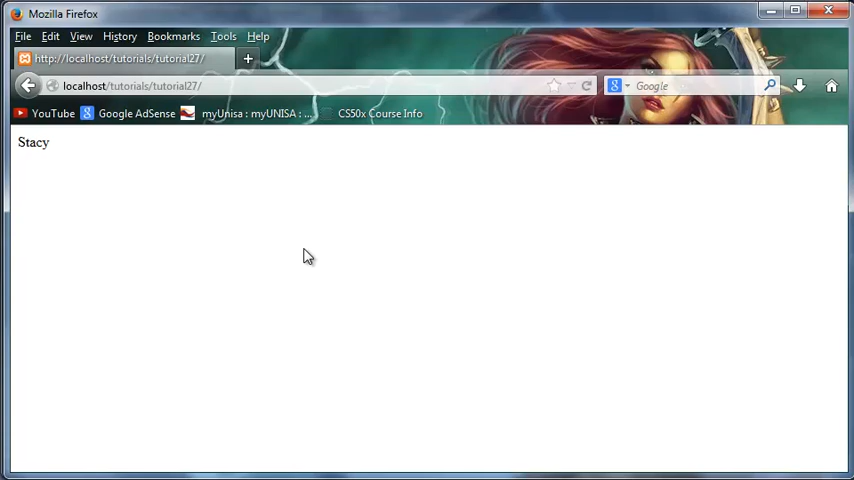 Mozilla Firefox
File Edit View History Bookmarks Tools Help
http://localhost/tutorials/tutorial27/ +
localhost/tutorials/tutorial27/ Google
YouTube Google AdSense myUnisa : myUNISA : ... CS50x Course Info
Stacy